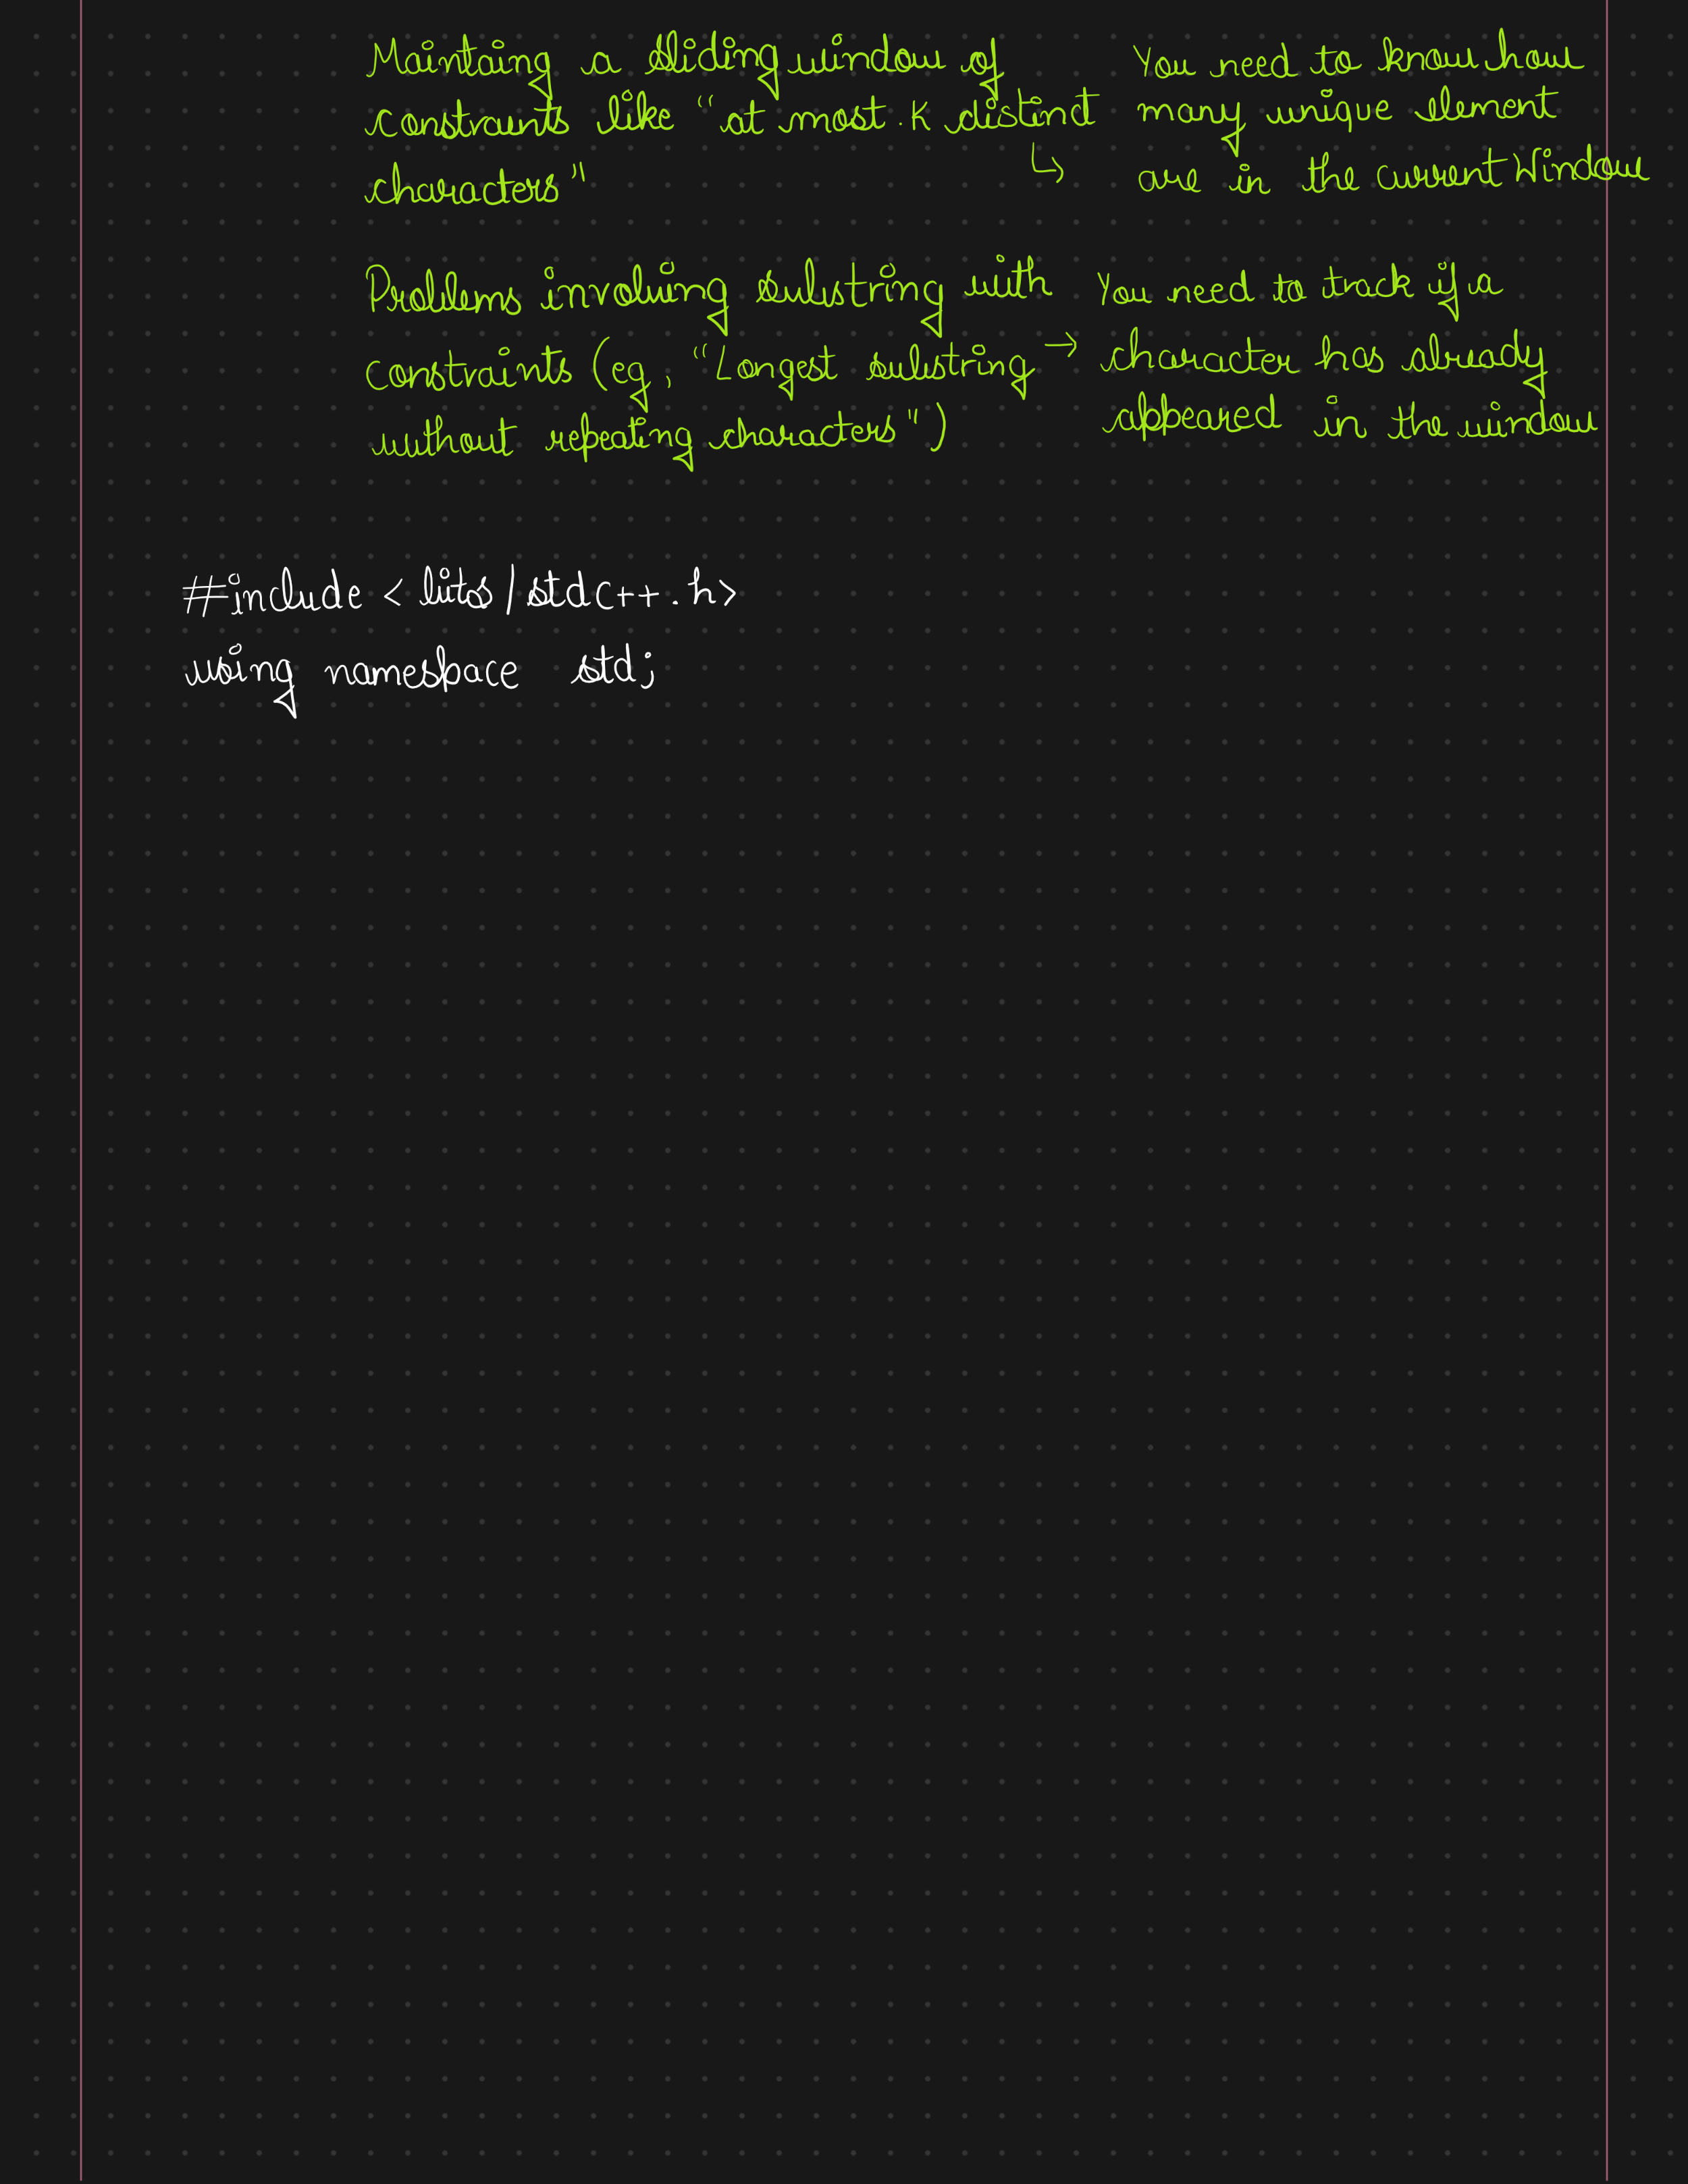 Maintaing a sliding window of
constraints like "at most. K distinct
characters"
↳ You need to know how
many unique element
are in the current Window
Problems involving substring with
constraints (eg, "Longest substring
without repeating characters")
→ You need to track if a
character has already
appeared in the window
#include <bits/stdc++.h>
using namespace std;